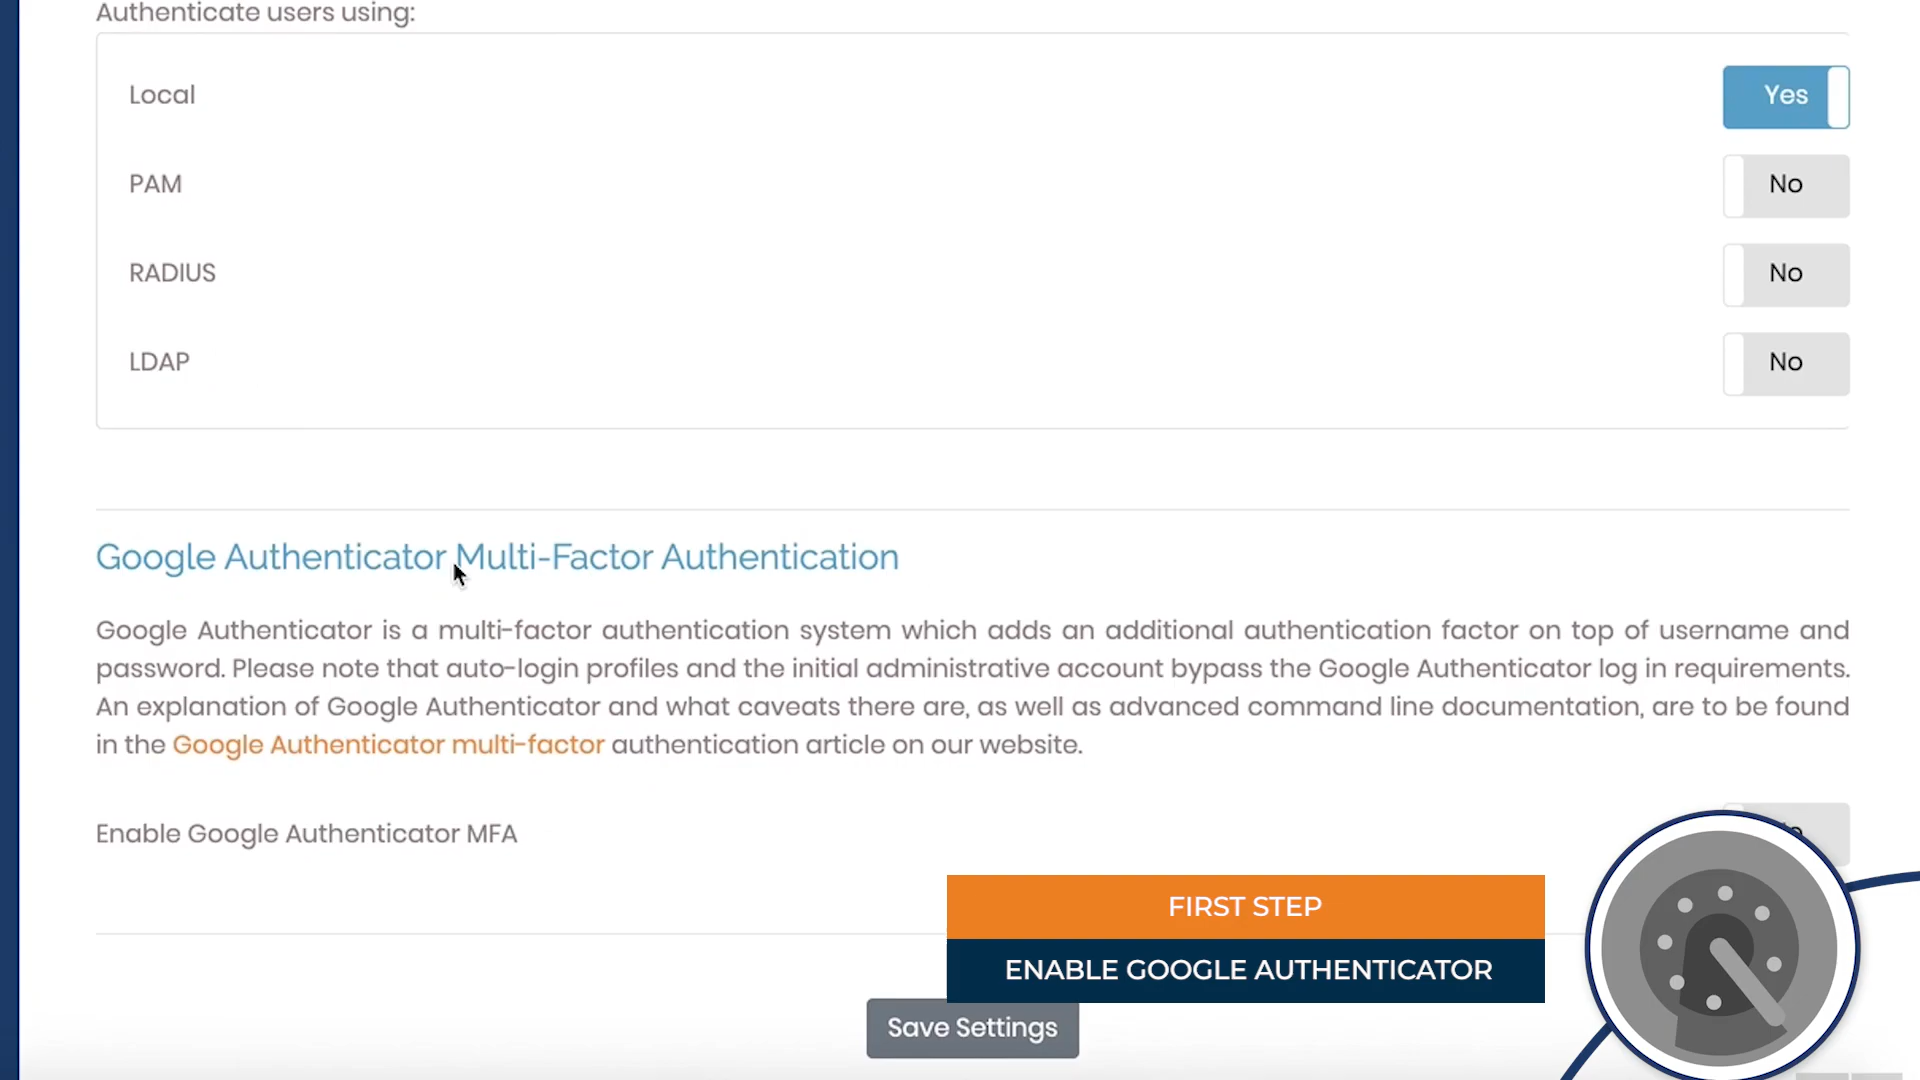 Authenticate users using:
Local
Yes
PAM
No
RADIUS
No
LDAP
No
Google Authenticator Multi-Factor Authentication
Google Authenticator is a multi-factor authentication system which adds an additional authentication factor on top of username and
password. Please note that auto-login profiles and the initial administrative account bypass the Google Authenticator log in requirements.
An explanation of Google Authenticator and what caveats there are, as well as advanced command line documentation, are to be found
in the Google Authenticator multi-factor authentication article on our website.
Enable Google Authenticator MFA
FIRST STEP
ENABLE GOOGLE AUTHENTICATOR
Save Settings